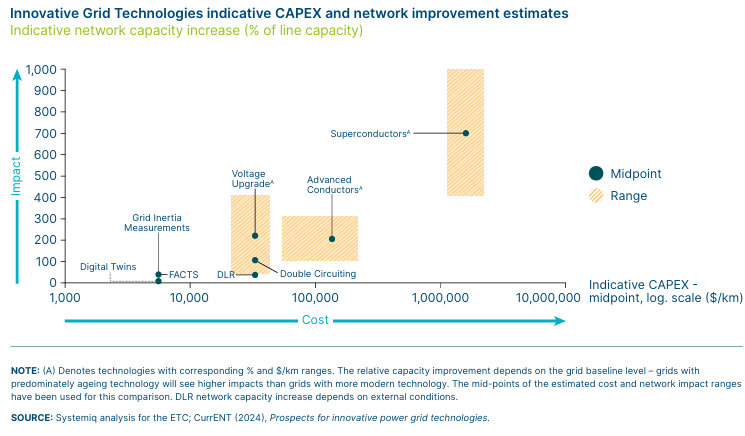 Innovative Grid Technologies indicative CAPEX and network improvement estimates
Indicative network capacity increase (% of line capacity)
1,000
900
800
700
600
500
400
300
200
100
0
Impact
Superconductorsᴬ
Voltage
Upgradeᴬ
Advanced
Conductorsᴬ
Grid Inertia
Measurements
Digital Twins
FACTS
DLR
Double Circuiting
Midpoint
Range
1,000
10,000
100,000
1,000,000
10,000,000
Indicative CAPEX -
midpoint, log. scale ($/km)
Cost
NOTE: (A) Denotes technologies with corresponding % and $/km ranges. The relative capacity improvement depends on the grid baseline level – grids with
predominately ageing technology will see higher impacts than grids with more modern technology. The mid-points of the estimated cost and network impact ranges
have been used for this comparison. DLR network capacity increase depends on external conditions.
SOURCE: Systemiq analysis for the ETC; CurrENT (2024), Prospects for innovative power grid technologies.